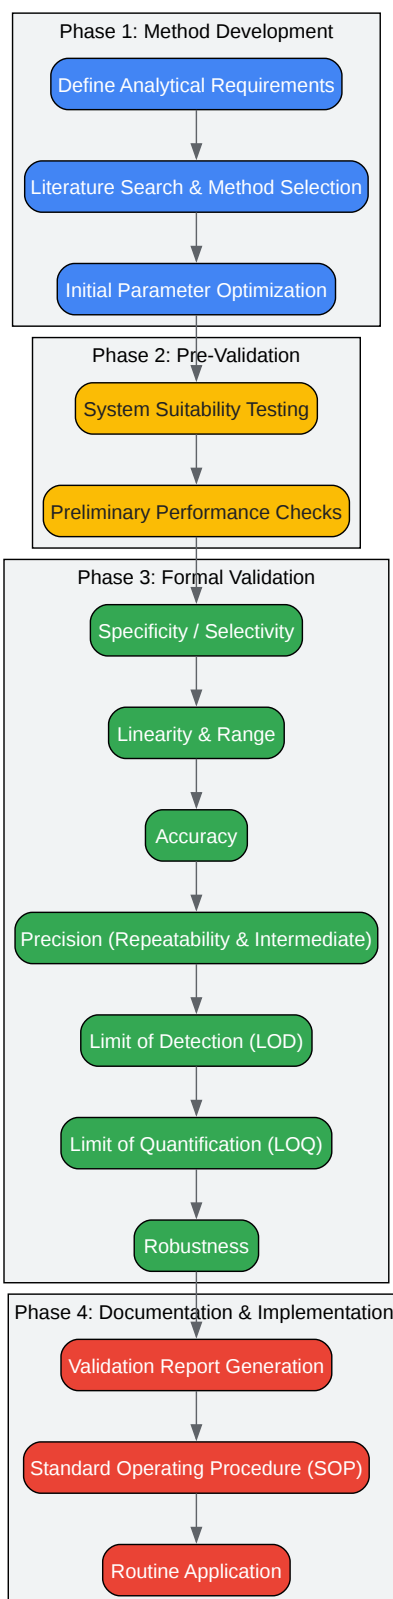 Phase 1: Method Development
Define Analytical Requirements
Literature Search & Method Selection
Initial Parameter Optimization
Phase 2: Pre-Validation
System Suitability Testing
Preliminary Performance Checks
Phase 3: Formal Validation
Specificity / Selectivity
Linearity & Range
Accuracy
Precision (Repeatability & Intermediate)
Limit of Detection (LOD)
Limit of Quantification (LOQ)
Robustness
Phase 4: Documentation & Implementation
Validation Report Generation
Standard Operating Procedure (SOP)
Routine Application